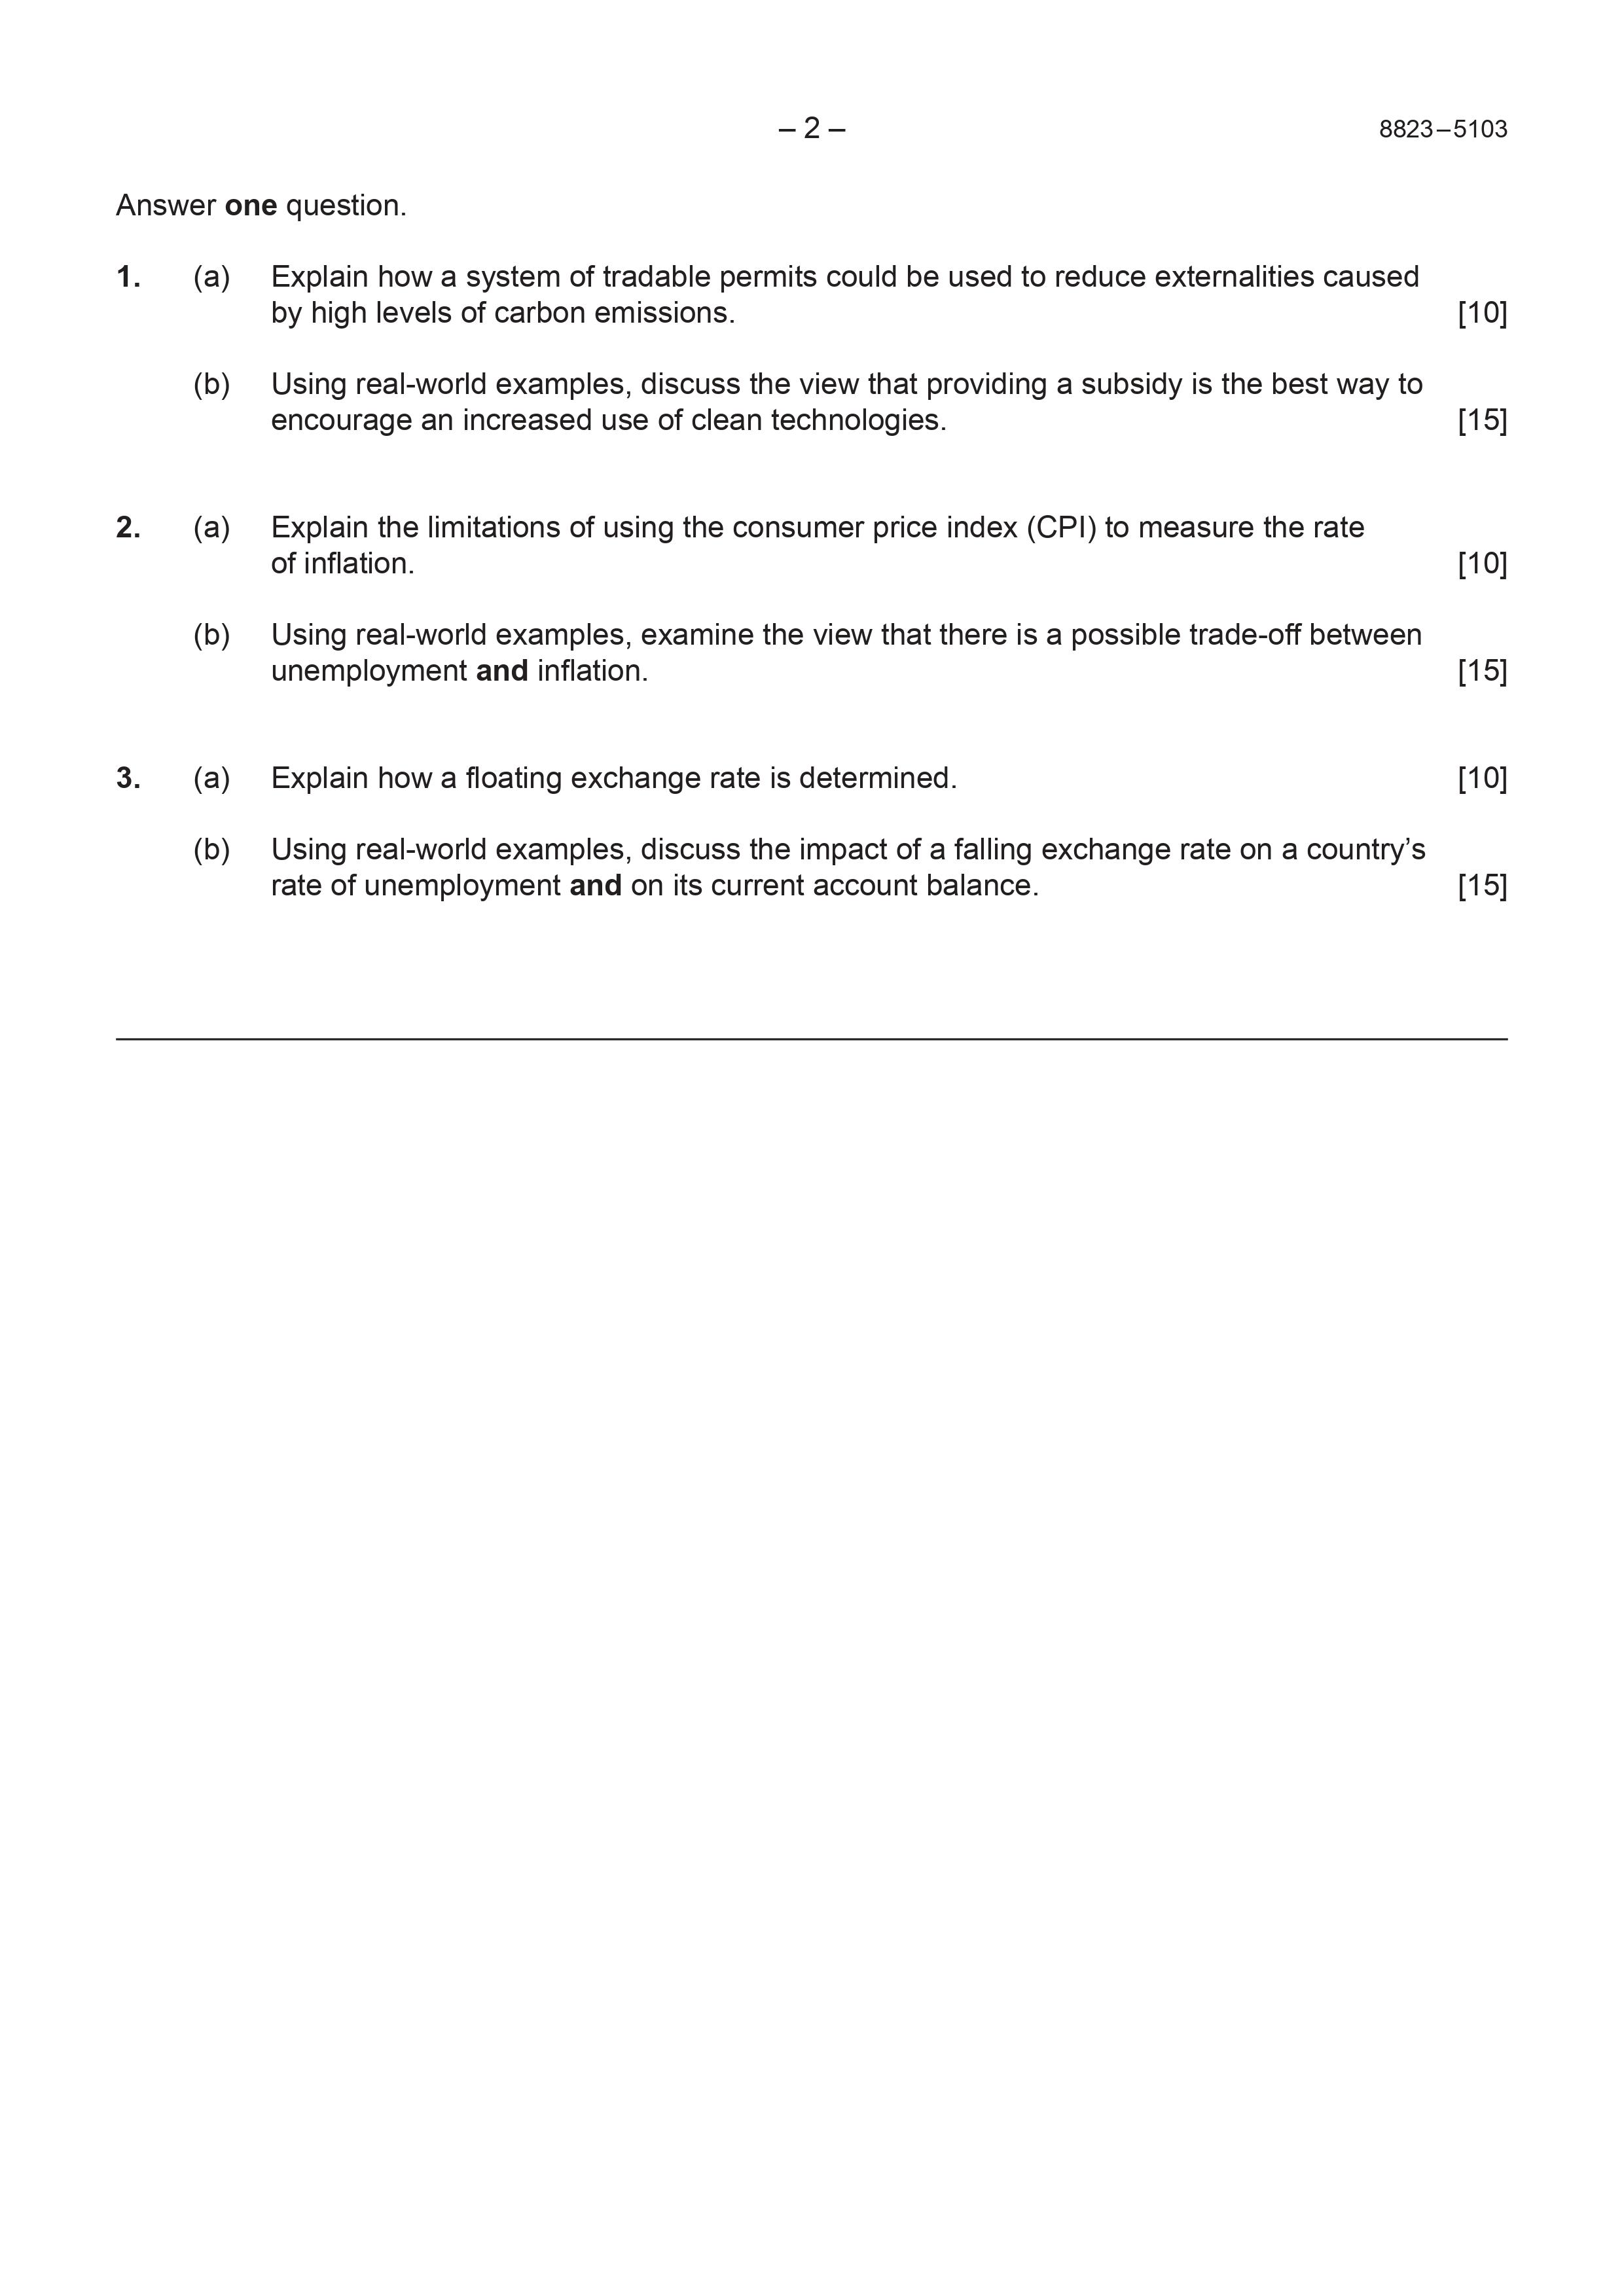 – 2 –
8823 – 5103
Answer one question.
1. (a) Explain how a system of tradable permits could be used to reduce externalities caused
by high levels of carbon emissions. [10]
(b) Using real-world examples, discuss the view that providing a subsidy is the best way to
encourage an increased use of clean technologies. [15]
2. (a) Explain the limitations of using the consumer price index (CPI) to measure the rate
of inflation. [10]
(b) Using real-world examples, examine the view that there is a possible trade-off between
unemployment and inflation. [15]
3. (a) Explain how a floating exchange rate is determined. [10]
(b) Using real-world examples, discuss the impact of a falling exchange rate on a country’s
rate of unemployment and on its current account balance. [15]